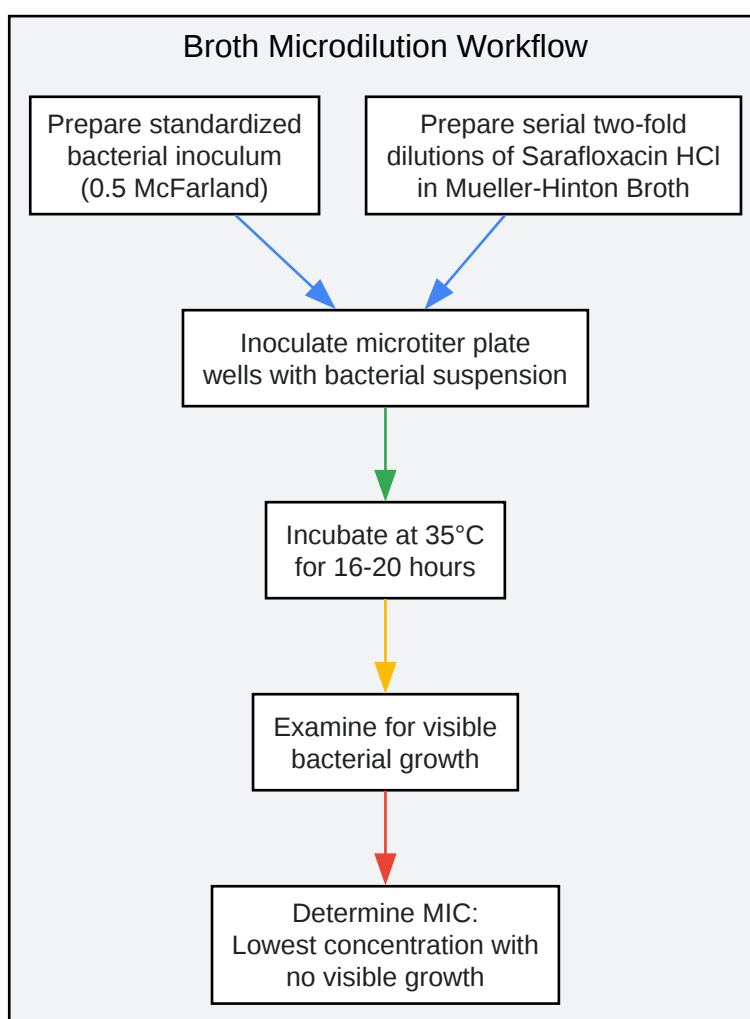 Broth Microdilution Workflow
Prepare standardized
bacterial inoculum
(0.5 McFarland)
Prepare serial two-fold
dilutions of Sarafloxacin HCl
in Mueller-Hinton Broth
Inoculate microtiter plate
wells with bacterial suspension
Incubate at 35°C
for 16-20 hours
Examine for visible
bacterial growth
Determine MIC:
Lowest concentration with
no visible growth